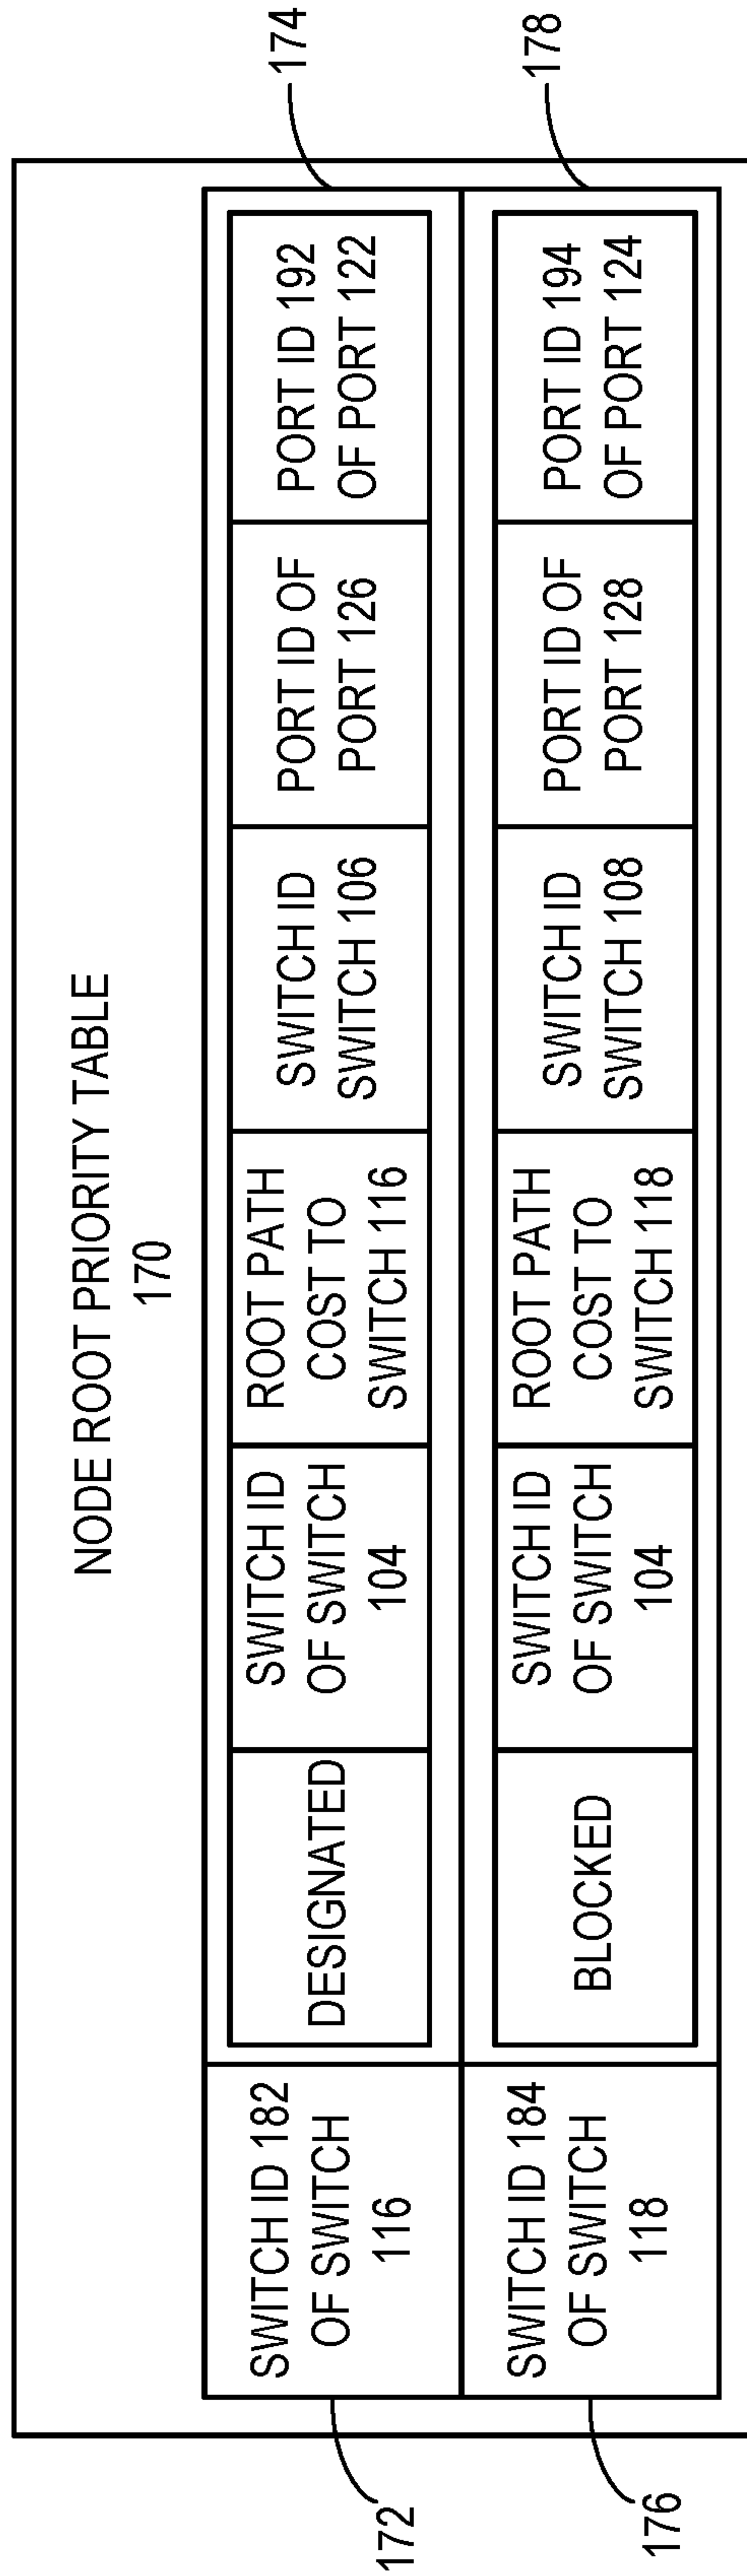 NODE ROOT PRIORITY TABLE
170
172
SWITCH ID 182
OF SWITCH
116
DESIGNATED
SWITCH ID
OF SWITCH
104
ROOT PATH
COST TO
SWITCH 116
SWITCH ID
SWITCH 106
PORT ID OF
PORT 126
PORT ID 192
OF PORT 122
174
176
SWITCH ID 184
OF SWITCH
118
BLOCKED
SWITCH ID
OF SWITCH
104
ROOT PATH
COST TO
SWITCH 118
SWITCH ID
SWITCH 108
PORT ID OF
PORT 128
PORT ID 194
OF PORT 124
178